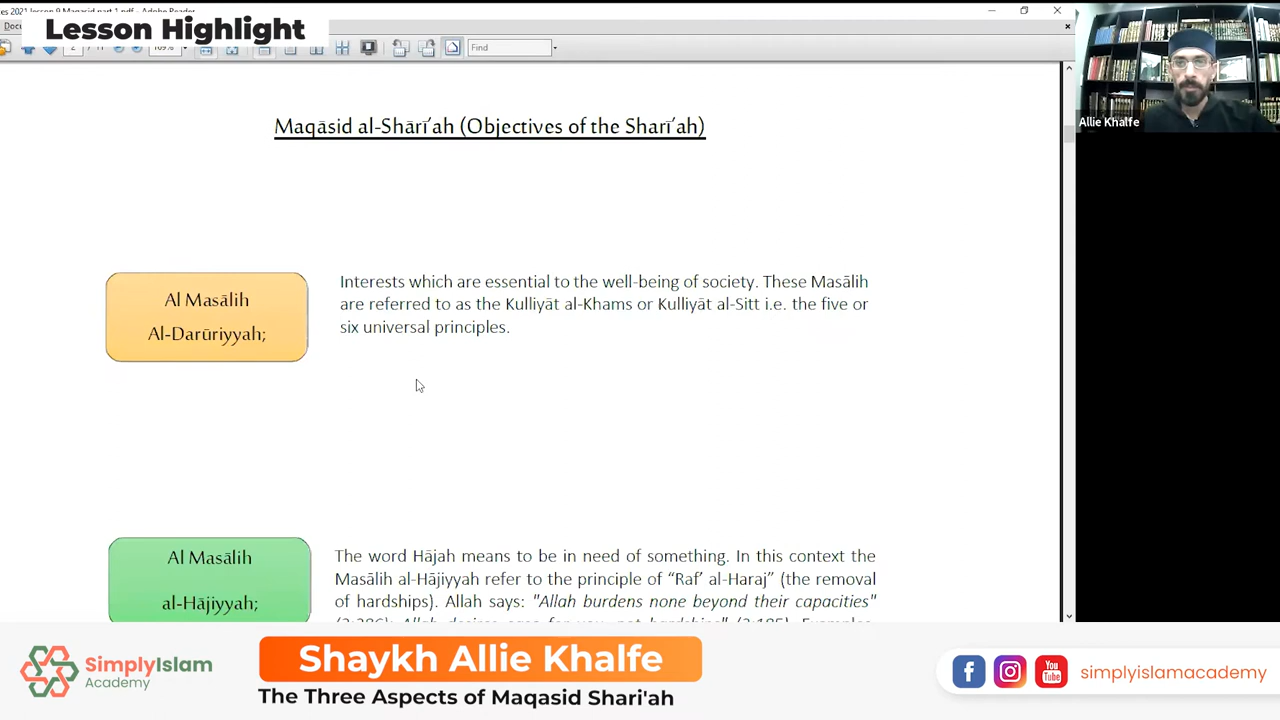 Lesson Highlight
109%
Find
Allie Khalfe
Maqāsid al-Shārī’ah (Objectives of the Sharī’ah)
Al Masālih
Al-Darūriyyah;
Interests which are essential to the well-being of society. These Masālih
are referred to as the Kulliyāt al-Khams or Kulliyāt al-Sitt i.e. the five or
six universal principles.
Al Masālih
al-Hājiyyah;
The word Hājah means to be in need of something. In this context the
Masālih al-Hājiyyah refer to the principle of “Raf’ al-Haraj” (the removal
of hardships). Allah says: "Allah burdens none beyond their capacities"
SimplyIslam
Academy
Shaykh Allie Khalfe
The Three Aspects of Maqasid Shari'ah
f
You
Tube
simplyislamacademy